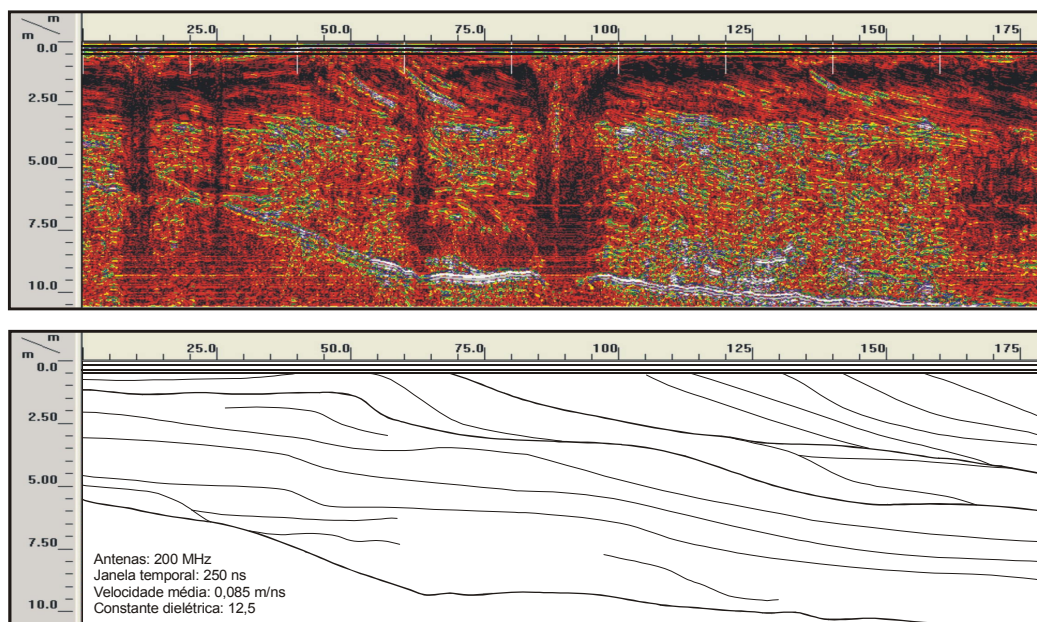 m
25.0 50.0 75.0 100 125 150 175
m
0.0
2.50
5.00
7.50
10.0
m
25.0 50.0 75.0 100 125 150 175
m
0.0
2.50
5.00
7.50
10.0
Antenas: 200 MHz
Janela temporal: 250 ns
Velocidade média: 0,085 m/ns
Constante dielétrica: 12,5